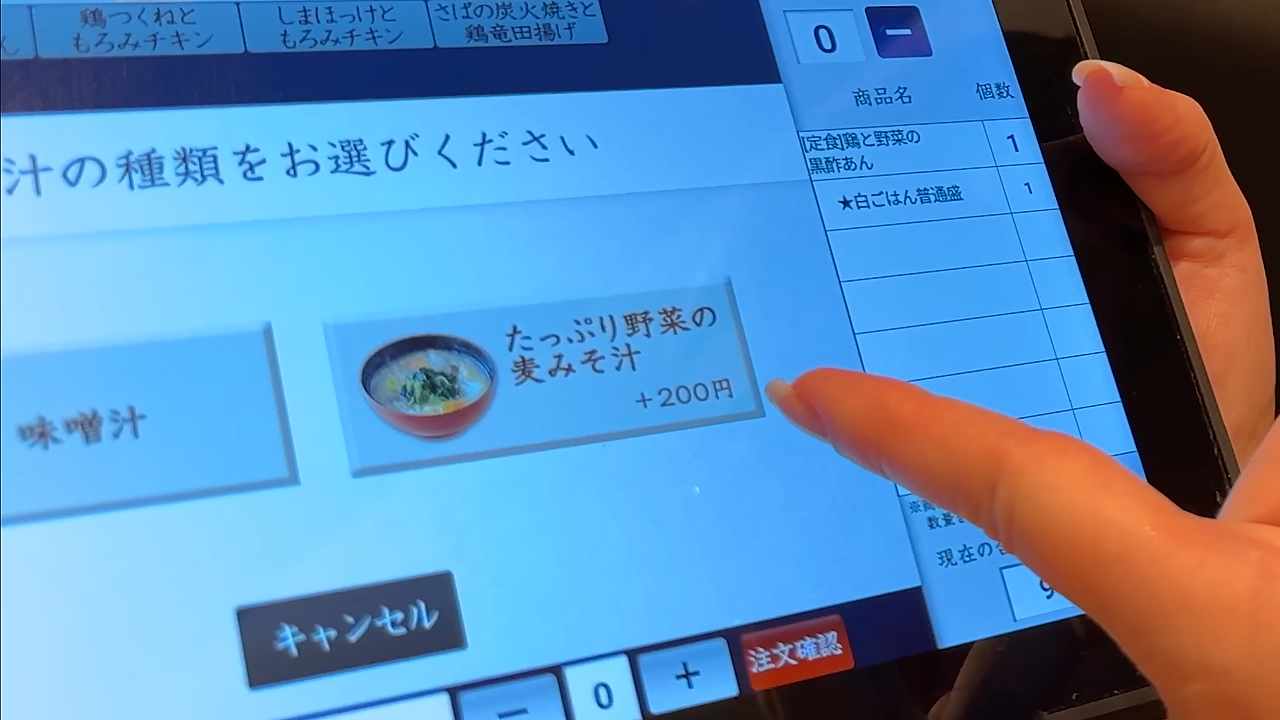 鶏つくねと
もろみチキン
しまほっけと
もろみチキン
さばの炭火焼きと
鶏竜田揚げ
0
－
商品名 個数
[定食]鶏と野菜の
黒酢あん
1
★白ごはん普通盛 1
汁の種類をお選びください
味噌汁
たっぷり野菜の
麦みそ汁
+200円
キャンセル
－ 0 +
注文確認
数量
現在の
9